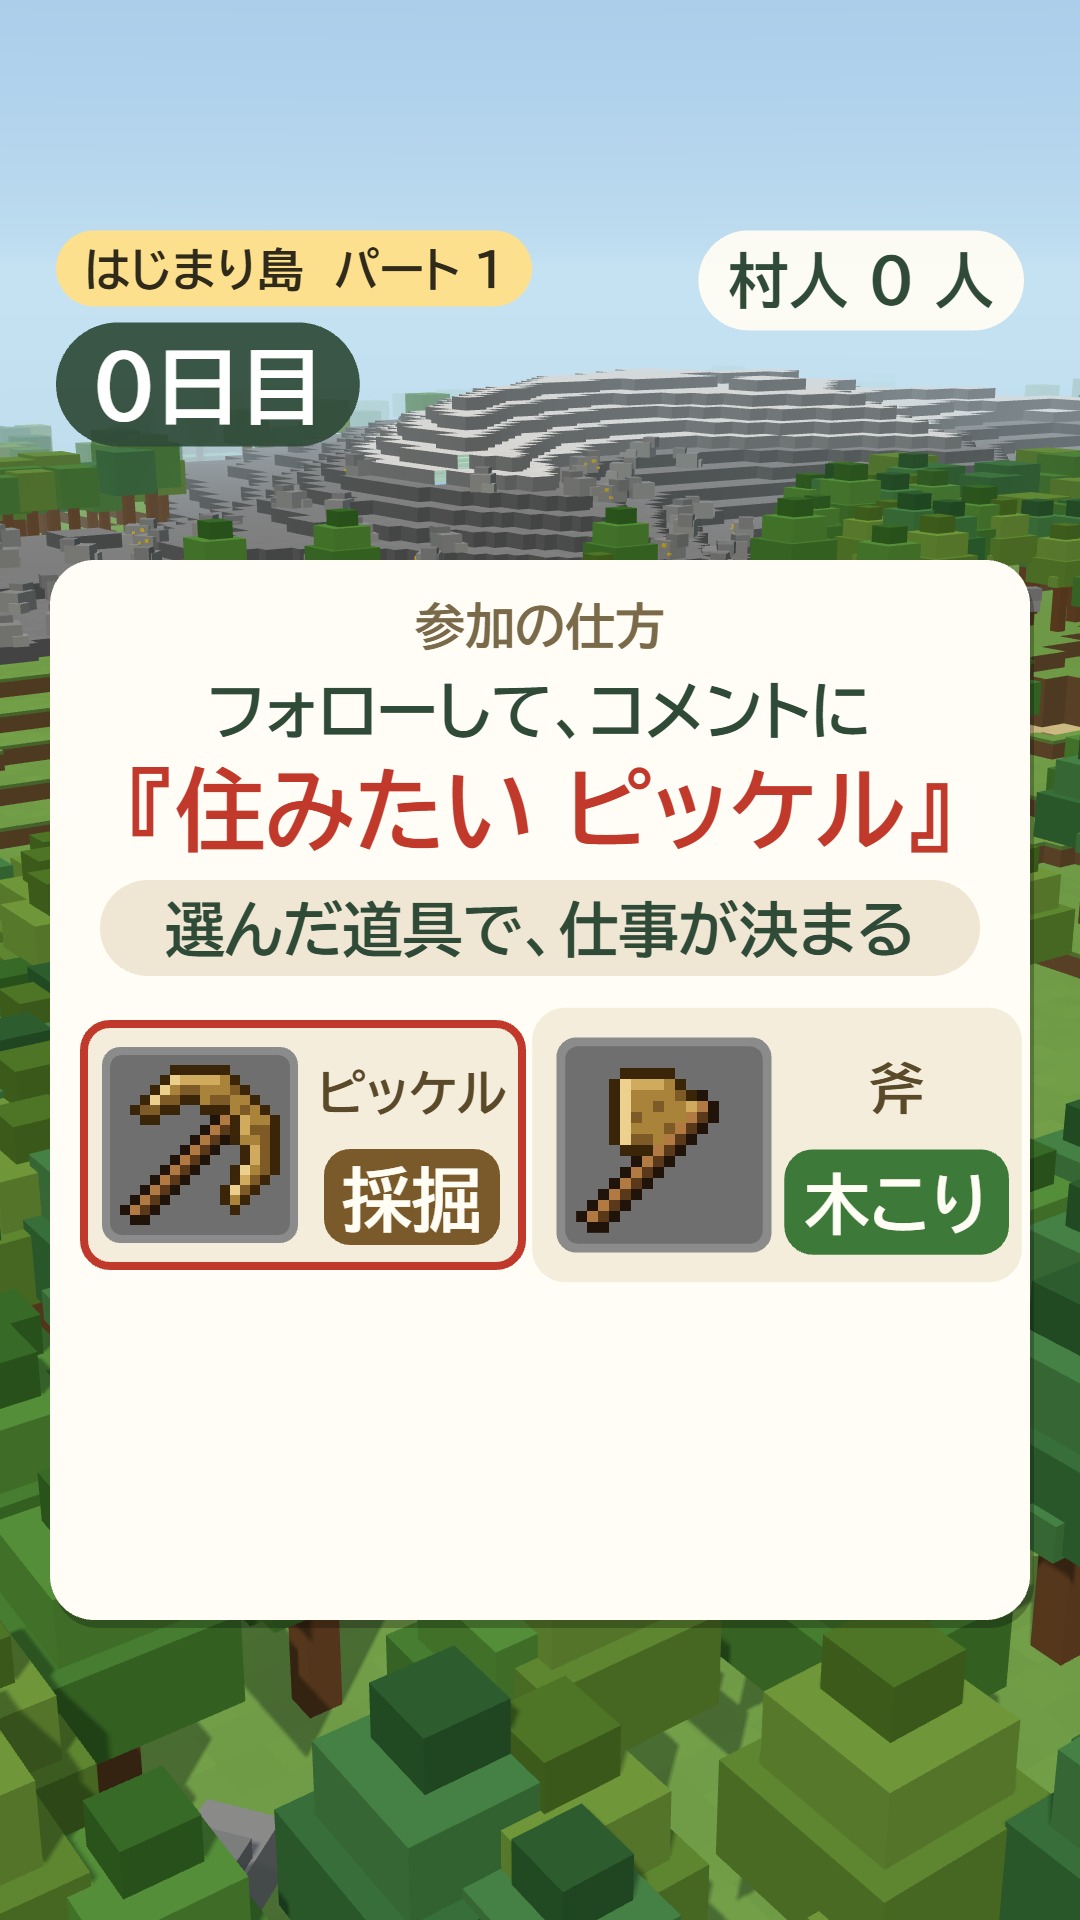 はじまり島 パート 1
村人 0 人
0日目
参加の仕方
フォローして、コメントに
『住みたい ピッケル』
選んだ道具で、仕事が決まる
ピッケル
採掘
斧
木こり